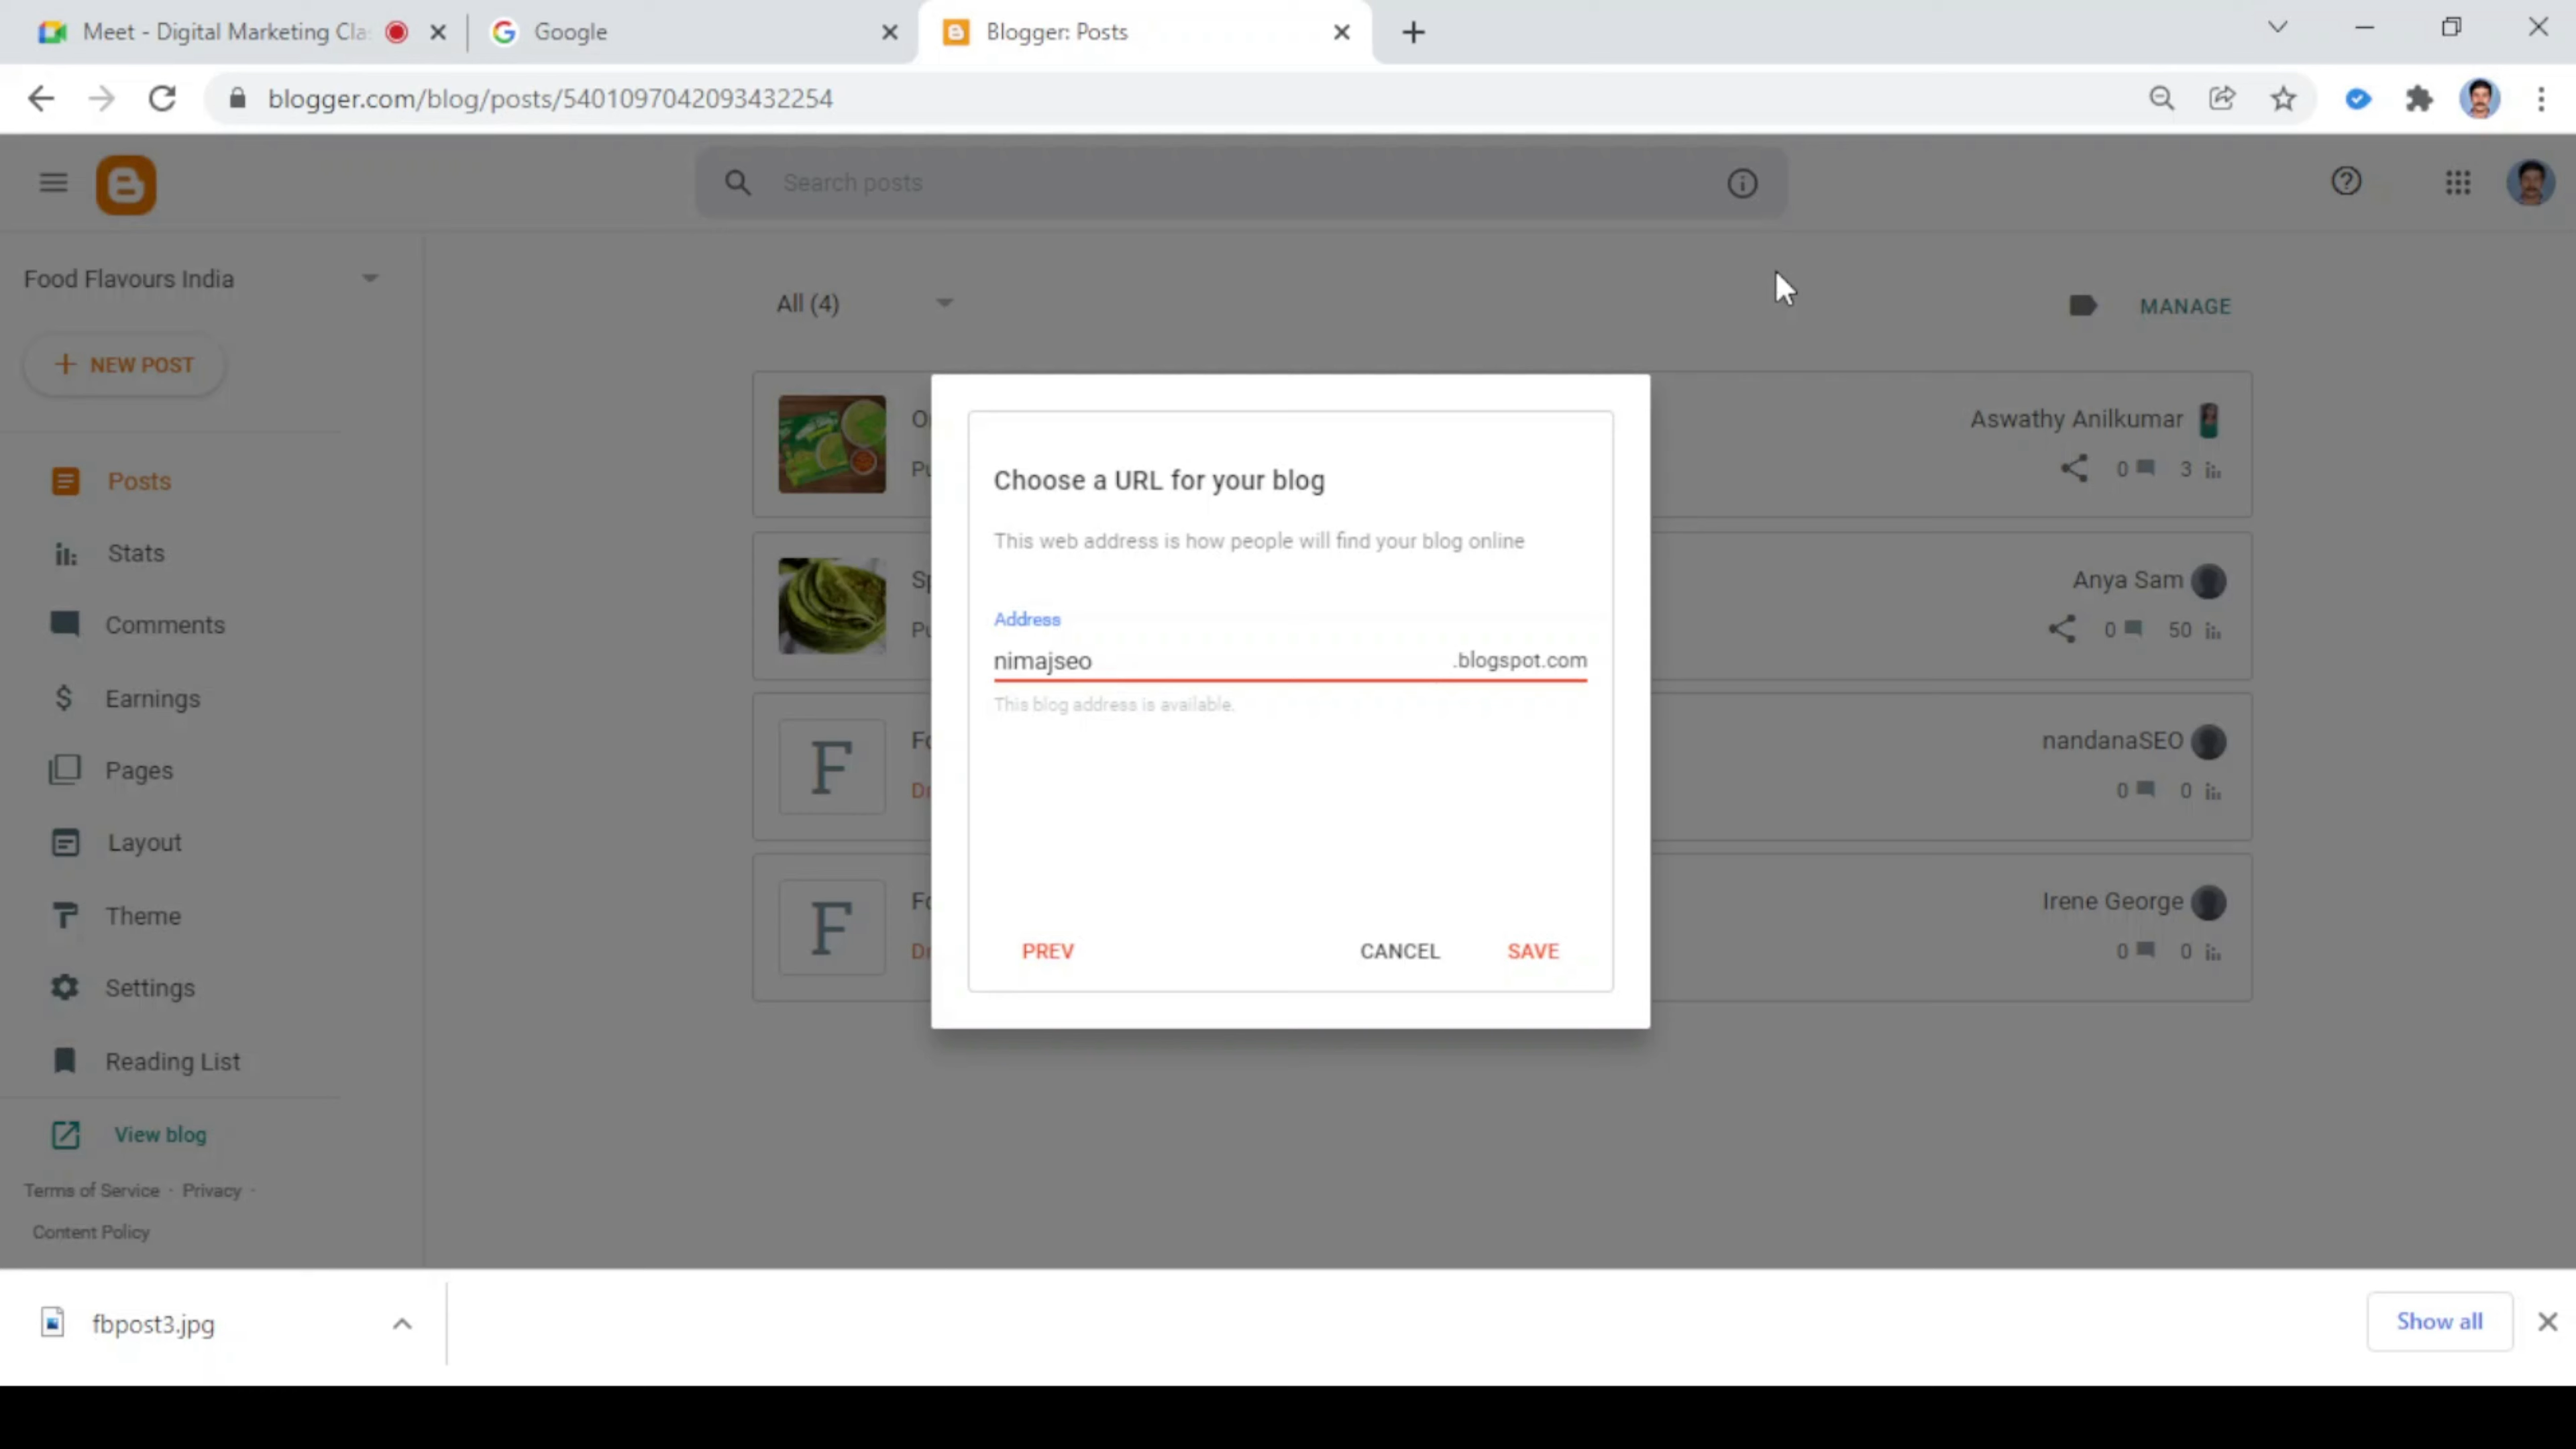 Meet - Digital Marketing Cla
Google
Blogger: Posts
blogger.com/blog/posts/5401097042093432254
Search posts
Food Flavours India
NEW POST
Posts
Stats
Comments
Earnings
Pages
Layout
Theme
Settings
Reading List
View blog
Terms of Service · Privacy ·
Content Policy
All (4)
MANAGE
Aswathy Anilkumar
0 3
Anya Sam
0 50
nandanaSEO
0 0
Irene George
0 0
F
F
Choose a URL for your blog
This web address is how people will find your blog online
Address
nimajseo .blogspot.com
This blog address is available.
PREV CANCEL SAVE
fbpost3.jpg
Show all